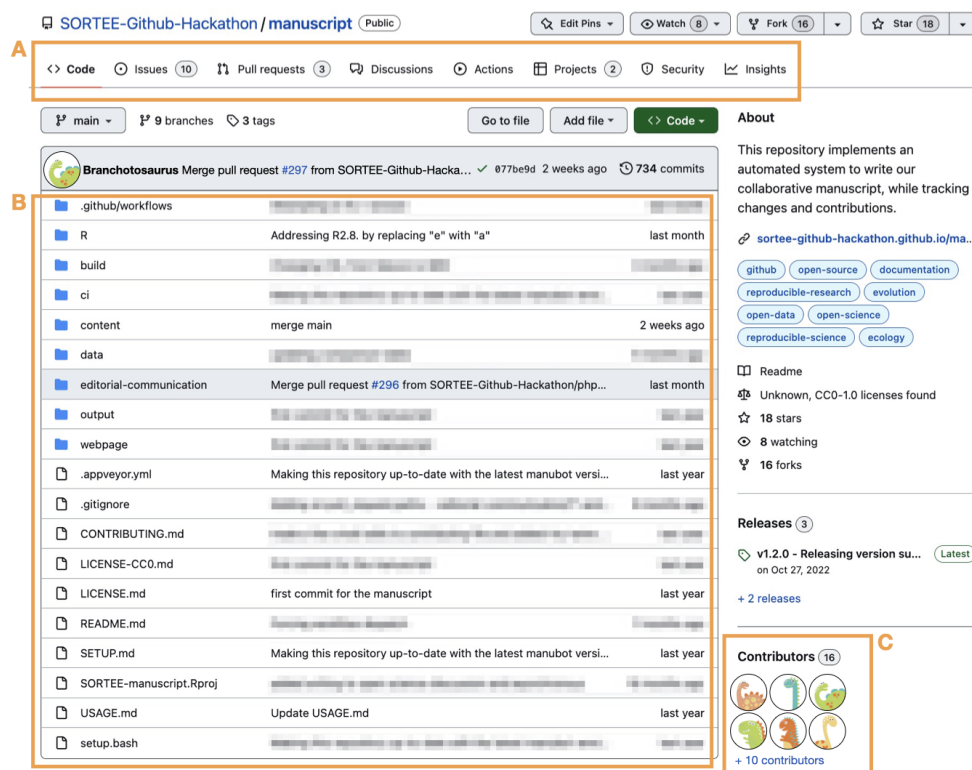 SORTEE-Github-Hackathon / manuscript Public
Edit Pins Watch 8 Fork 16 Star 18
A
<> Code Issues 10 Pull requests 3 Discussions Actions Projects 2 Security Insights
main 9 branches 3 tags Go to file Add file <> Code
Branchotosaurus Merge pull request #297 from SORTEE-Github-Hacka... 077be9d 2 weeks ago 734 commits
B
.github/workflows
R Addressing R2.8. by replacing "e" with "a" last month
build
ci
content merge main 2 weeks ago
data
editorial-communication Merge pull request #296 from SORTEE-Github-Hackathon/php... last month
output
webpage
.appveyor.yml Making this repository up-to-date with the latest manubot versi... last year
.gitignore
CONTRIBUTING.md
LICENSE-CC0.md
LICENSE.md first commit for the manuscript last year
README.md
SETUP.md Making this repository up-to-date with the latest manubot versi... last year
SORTEE-manuscript.Rproj
USAGE.md Update USAGE.md last year
setup.bash
About
This repository implements an
automated system to write our
collaborative manuscript, while tracking
changes and contributions.
sortee-github-hackathon.github.io/ma...
github open-source documentation
reproducible-research evolution
open-data open-science
reproducible-science ecology
Readme
Unknown, CC0-1.0 licenses found
18 stars
8 watching
16 forks
Releases 3
v1.2.0 - Releasing version su... Latest
on Oct 27, 2022
+ 2 releases
C
Contributors 16
+ 10 contributors